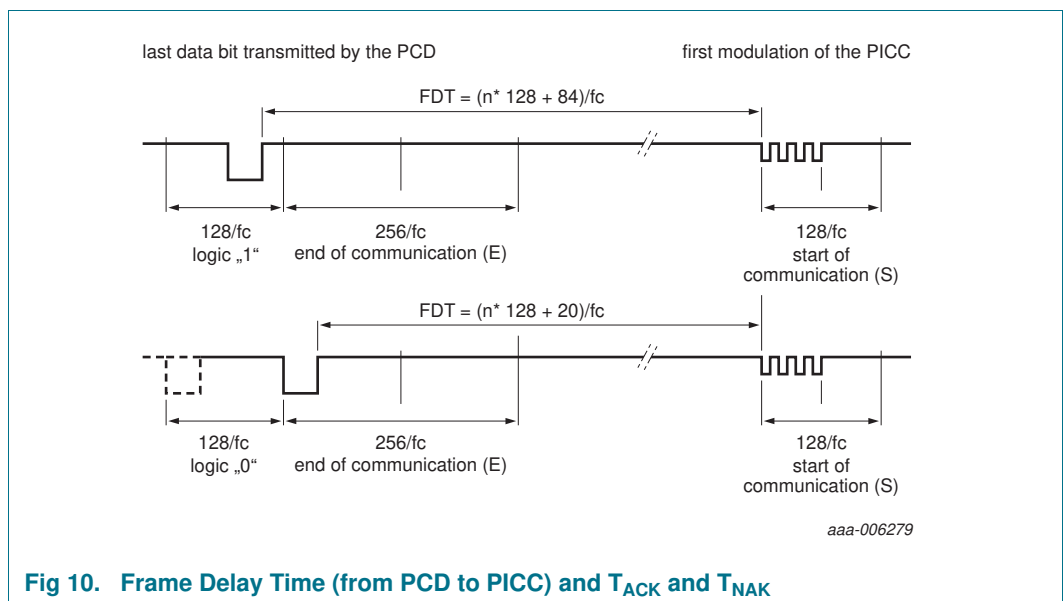 last data bit transmitted by the PCD
first modulation of the PICC
FDT = (n* 128 + 84)/fc
128/fc
logic „1“
256/fc
end of communication (E)
128/fc
start of
communication (S)
FDT = (n* 128 + 20)/fc
128/fc
logic „0“
256/fc
end of communication (E)
128/fc
start of
communication (S)
aaa-006279
Fig 10. Frame Delay Time (from PCD to PICC) and TACK and TNAK